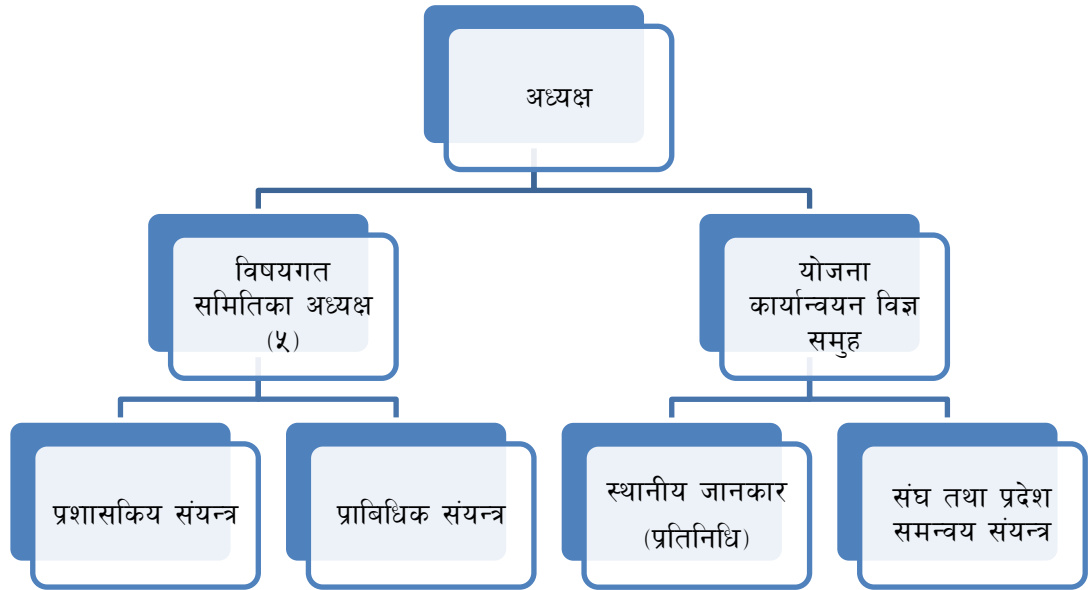 अध्यक्ष
विषयगत
समितिका अध्यक्ष
(५)
योजना
कार्यान्वयन विज्ञ
समुह
प्रशासकिय संयन्त्र
प्राबिधिक संयन्त्र
स्थानीय जानकार
(प्रतिनिधि)
संघ तथा प्रदेश
समन्वय संयन्त्र